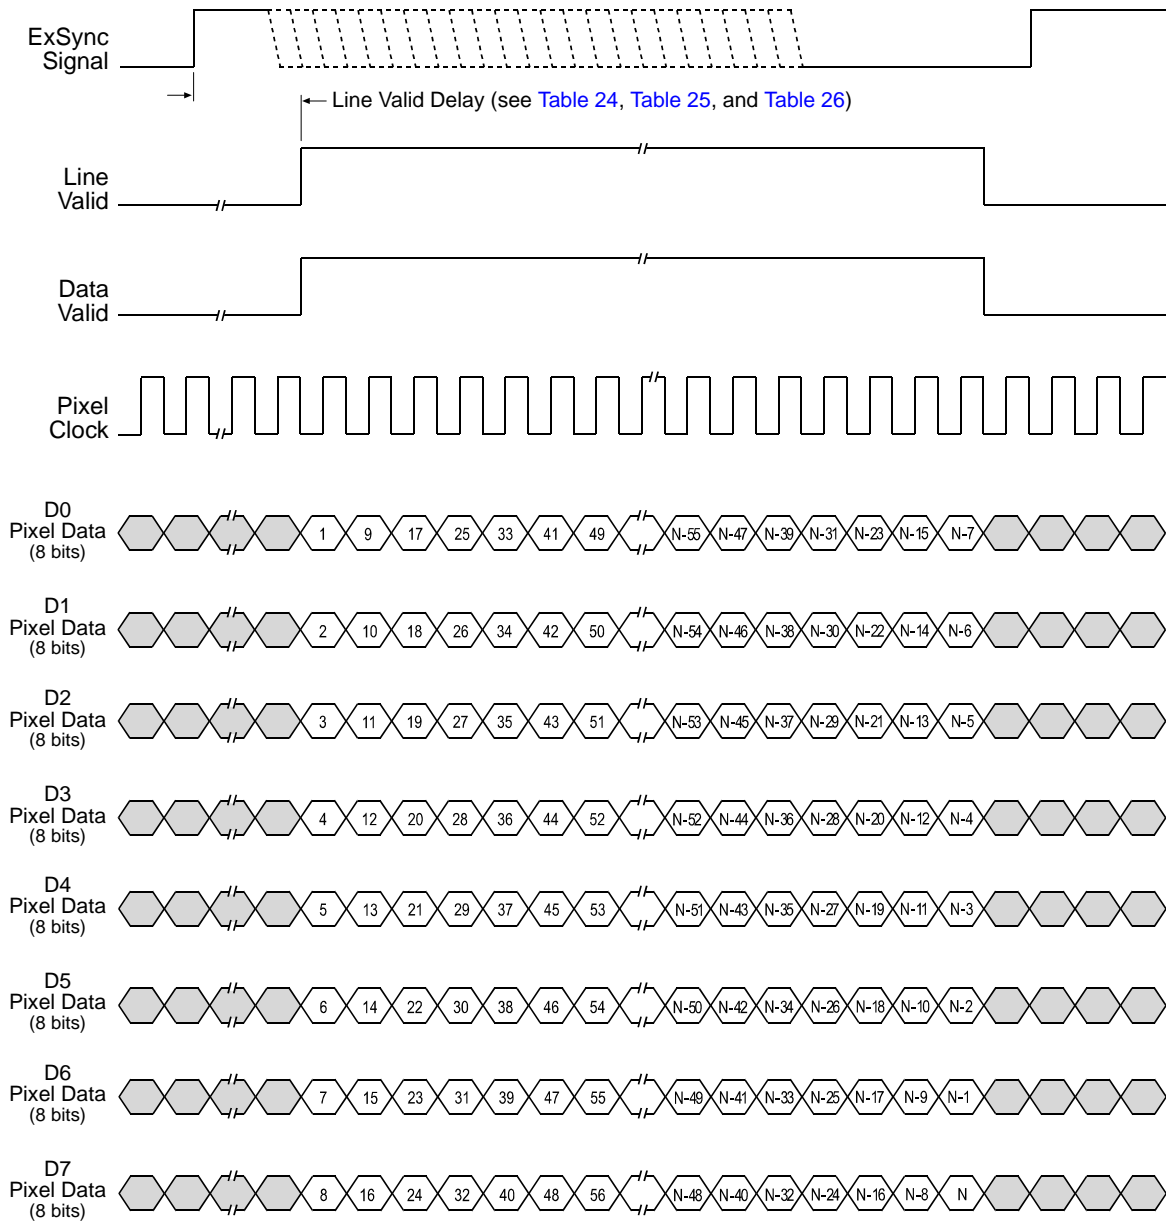 ExSync
Signal
Line Valid Delay (see Table 24, Table 25, and Table 26)
Line
Valid
Data
Valid
Pixel
Clock
D0
Pixel Data
(8 bits)
1 9 17 25 33 41 49 N-55 N-47 N-39 N-31 N-23 N-15 N-7
D1
Pixel Data
(8 bits)
2 10 18 26 34 42 50 N-54 N-46 N-38 N-30 N-22 N-14 N-6
D2
Pixel Data
(8 bits)
3 11 19 27 35 43 51 N-53 N-45 N-37 N-29 N-21 N-13 N-5
D3
Pixel Data
(8 bits)
4 12 20 28 36 44 52 N-52 N-44 N-36 N-28 N-20 N-12 N-4
D4
Pixel Data
(8 bits)
5 13 21 29 37 45 53 N-51 N-43 N-35 N-27 N-19 N-11 N-3
D5
Pixel Data
(8 bits)
6 14 22 30 38 46 54 N-50 N-42 N-34 N-26 N-18 N-10 N-2
D6
Pixel Data
(8 bits)
7 15 23 31 39 47 55 N-49 N-41 N-33 N-25 N-17 N-9 N-1
D7
Pixel Data
(8 bits)
8 16 24 32 40 48 56 N-48 N-40 N-32 N-24 N-16 N-8 N